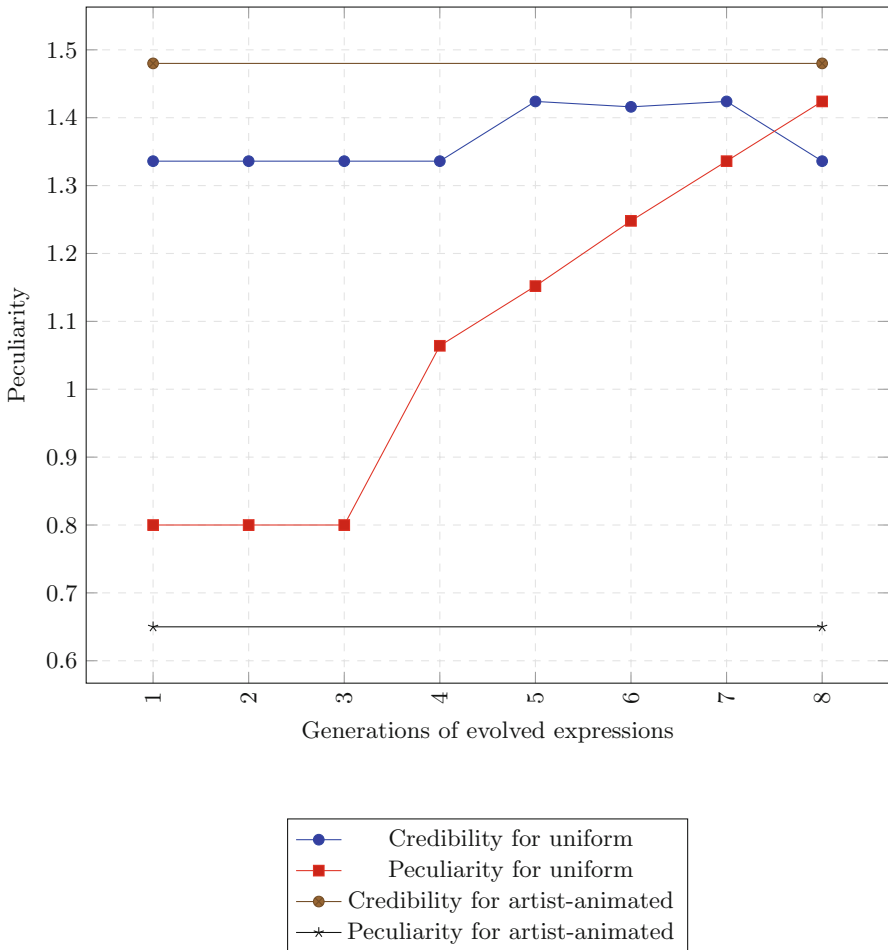 1.5
1.4
1.3
1.2
1.1
1
0.9
0.8
0.7
0.6
Peculiarity
1 2 3 4 5 6 7 8
Generations of evolved expressions
Credibility for uniform
Peculiarity for uniform
Credibility for artist-animated
Peculiarity for artist-animated